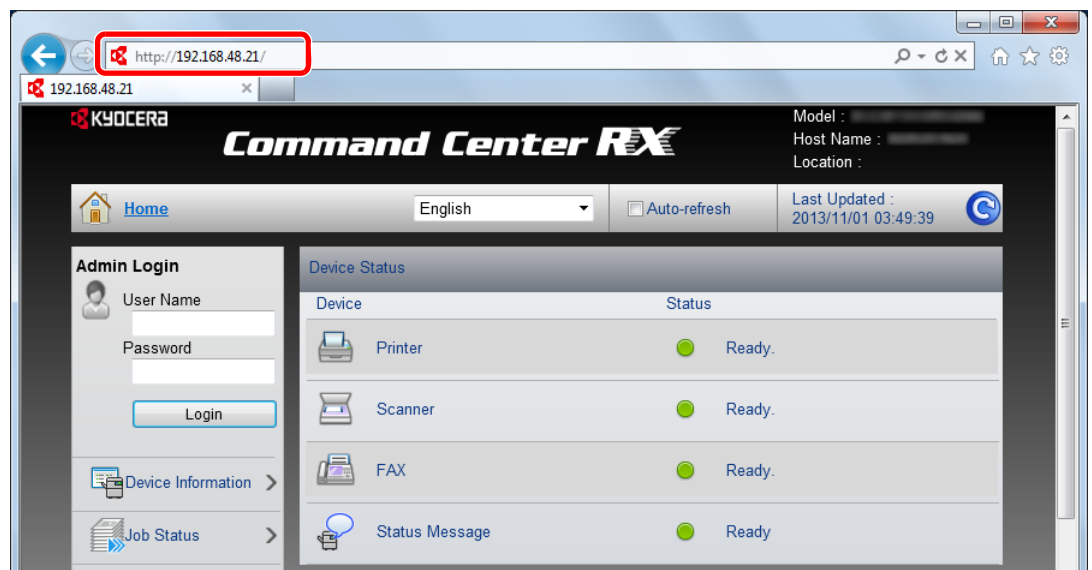 http://192.168.48.21/
192.168.48.21
KYOCERA
Command Center RX
Model :
Host Name :
Location :
Home
English
Auto-refresh
Last Updated :
2013/11/01 03:49:39
Admin Login
User Name
Password
Login
Device Information
Job Status
Device Status
Device Status
Printer Ready.
Scanner Ready.
FAX Ready.
Status Message Ready